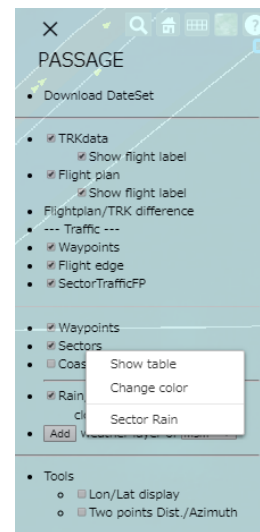 PASSAGE
Download DateSet
TRKdata
Show flight label
Flight plan
Show flight label
Flightplan/TRK difference
--- Traffic ---
Waypoints
Flight edge
SectorTrafficFP
Waypoints
Sectors
Coas
Show table
Change color
Sector Rain
Rain
Add
Tools
Lon/Lat display
Two points Dist./Azimuth